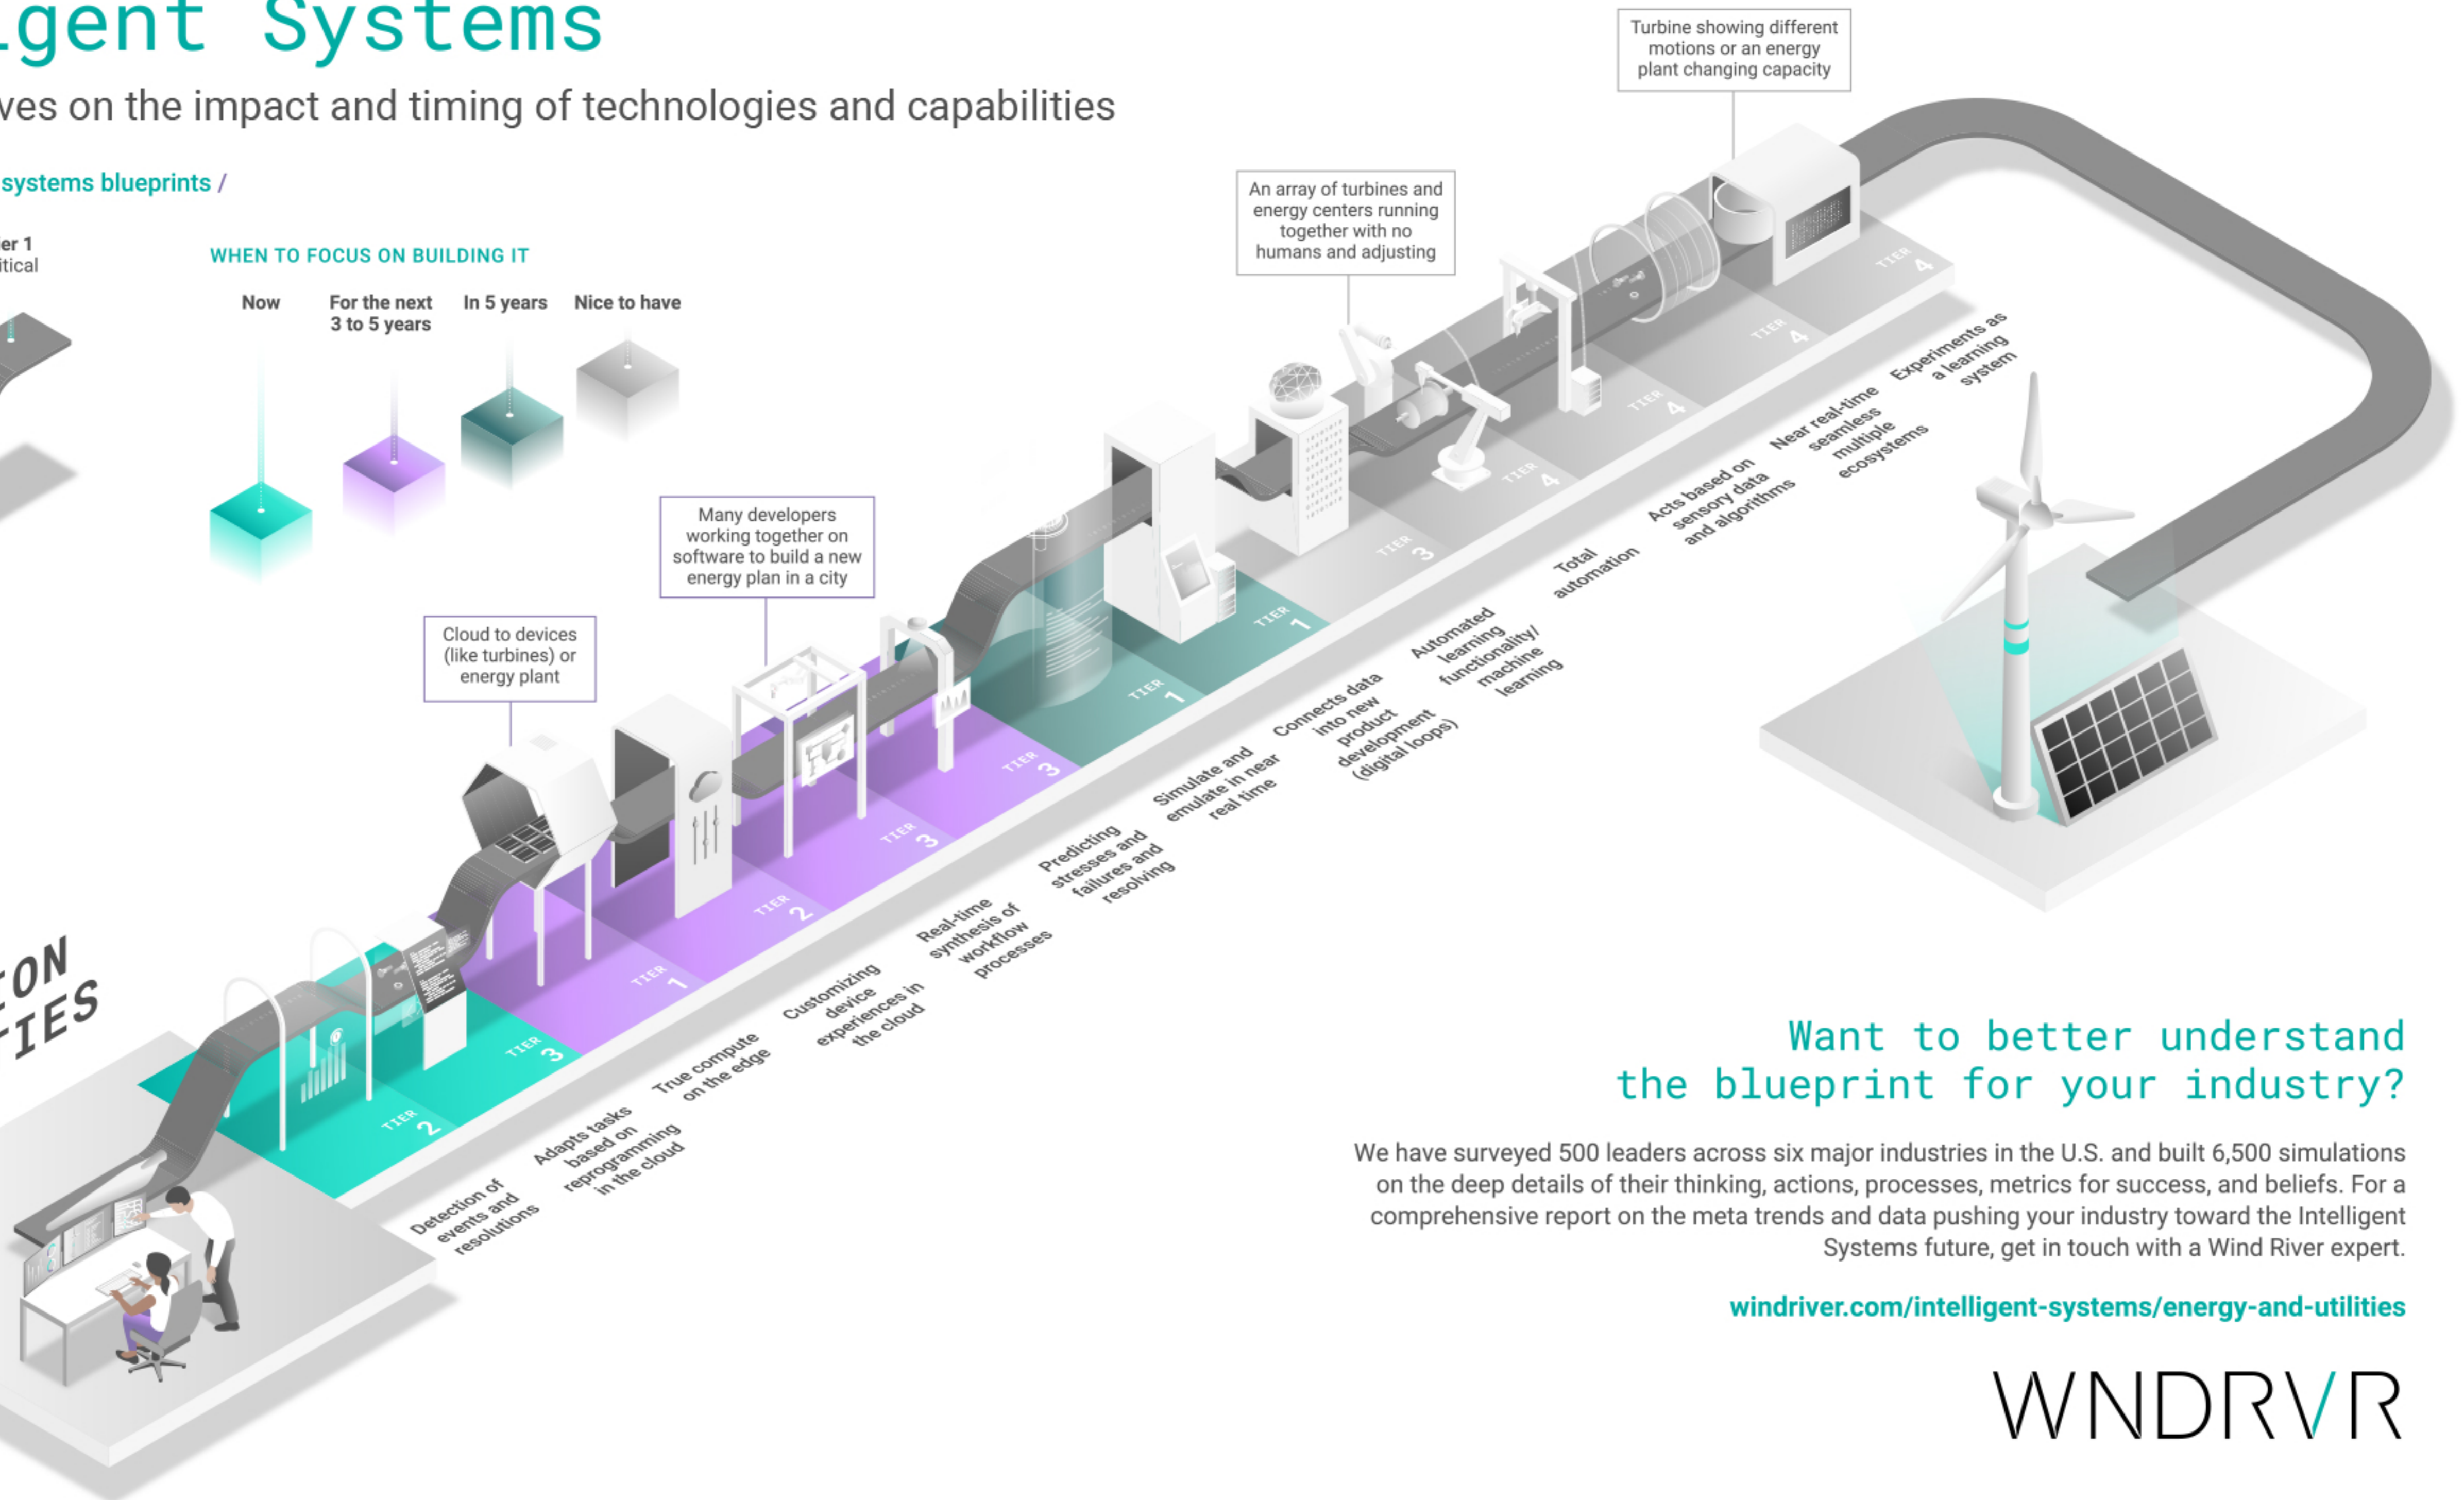 igent Systems
ves on the impact and timing of technologies and capabilities
systems blueprints /
er 1
itical
WHEN TO FOCUS ON BUILDING IT
Now
For the next
3 to 5 years
In 5 years
Nice to have
Turbine showing different
motions or an energy
plant changing capacity
An array of turbines and
energy centers running
together with no
humans and adjusting
Many developers
working together on
software to build a new
energy plan in a city
Cloud to devices
(like turbines) or
energy plant
ION
TIES
TIER 2
TIER 3
TIER 1
TIER 2
TIER 3
TIER 3
TIER 1
TIER 1
TIER 3
TIER 4
TIER 4
TIER 4
TIER 4
Detection of
events and
resolutions
Adapts tasks
based on
reprogramming
in the cloud
True compute
on the edge
Customizing
device
experiences in
the cloud
Real-time
synthesis of
workflow
processes
Predicting
stresses and
failures and
resolving
Simulate and
emulate in near
real time
Connects data
into new
product
development
(digital loops)
Automated
learning
functionality/
machine
learning
Total
automation
Acts based on
sensory data
and algorithms
Near real-time
seamless
multiple
ecosystems
Experiments as
a learning
system
Want to better understand
the blueprint for your industry?
We have surveyed 500 leaders across six major industries in the U.S. and built 6,500 simulations
on the deep details of their thinking, actions, processes, metrics for success, and beliefs. For a
comprehensive report on the meta trends and data pushing your industry toward the Intelligent
Systems future, get in touch with a Wind River expert.
windriver.com/intelligent-systems/energy-and-utilities
WNDRVR